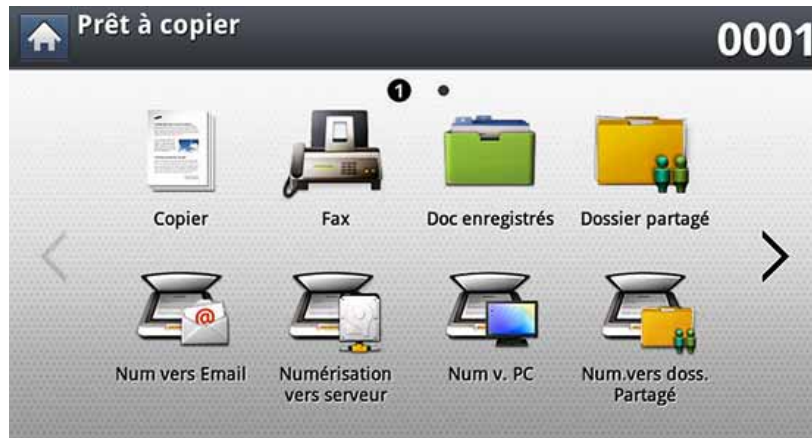 Prêt à copier
0001
1
Copier
Fax
Doc enregistrés
Dossier partagé
@
Num vers Email
Numérisation
vers serveur
Num v. PC
Num.vers doss.
Partagé